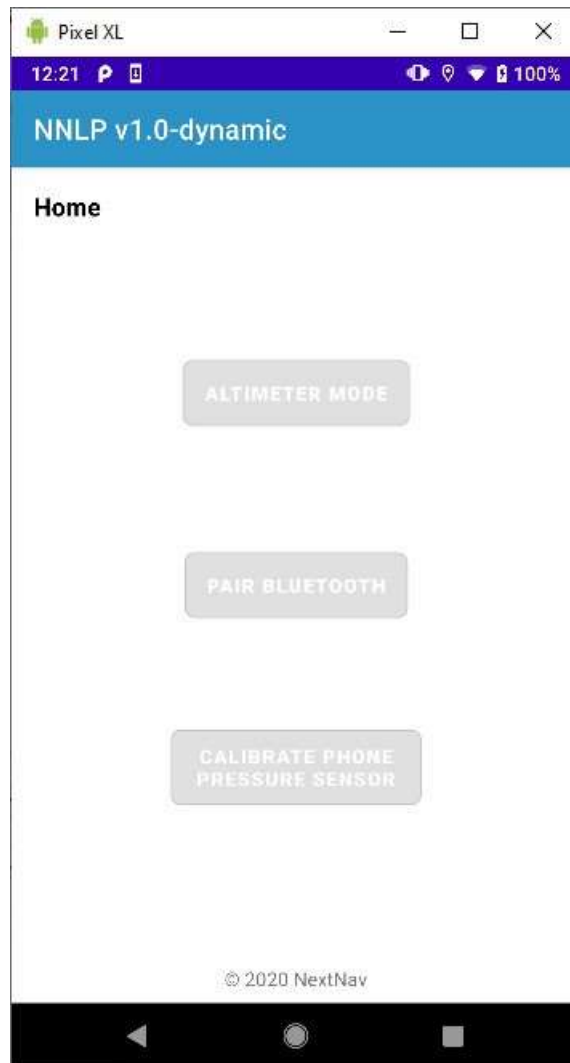 Pixel XL
12:21 100%
NNLP v1.0-dynamic
Home
ALTIMETER MODE
PAIR BLUETOOTH
CALIBRATE PHONE
PRESSURE SENSOR
© 2020 NextNav